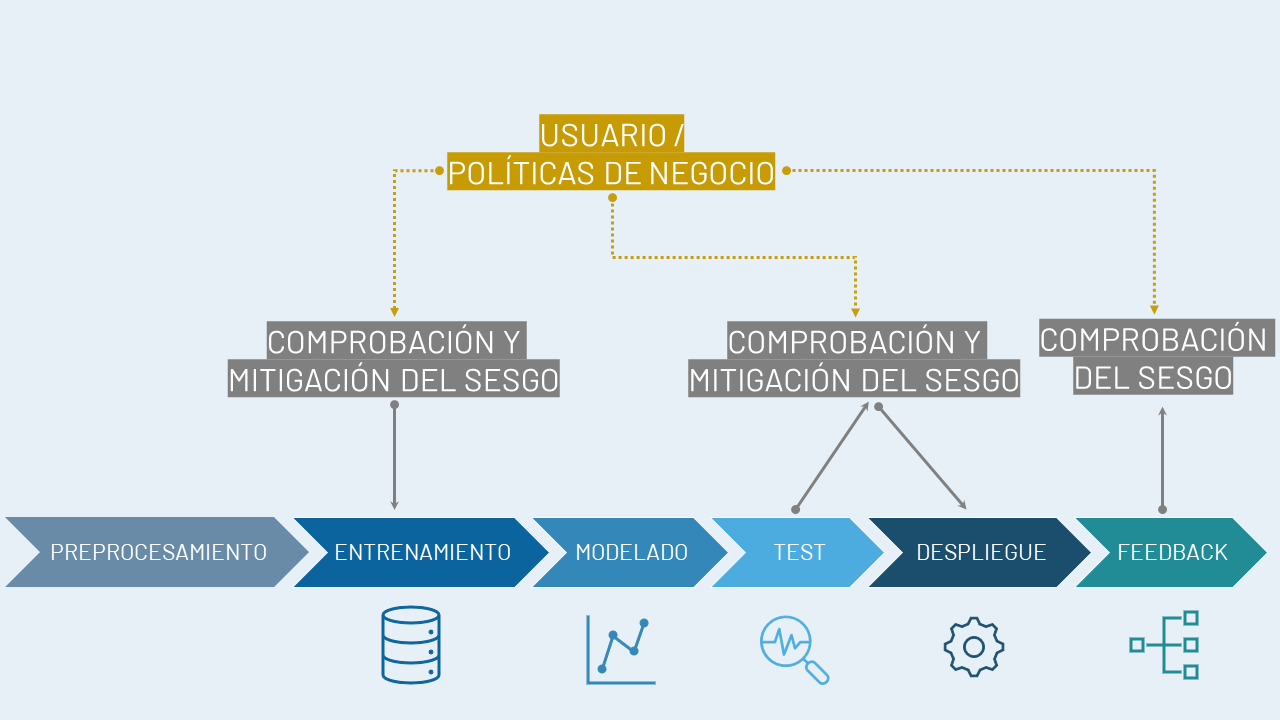 USUARIO /
POLÍTICAS DE NEGOCIO
COMPROBACIÓN Y
MITIGACIÓN DEL SESGO
COMPROBACIÓN Y
MITIGACIÓN DEL SESGO
COMPROBACIÓN
DEL SESGO
PREPROCESAMIENTO
ENTRENAMIENTO
MODELADO
TEST
DESPLIEGUE
FEEDBACK